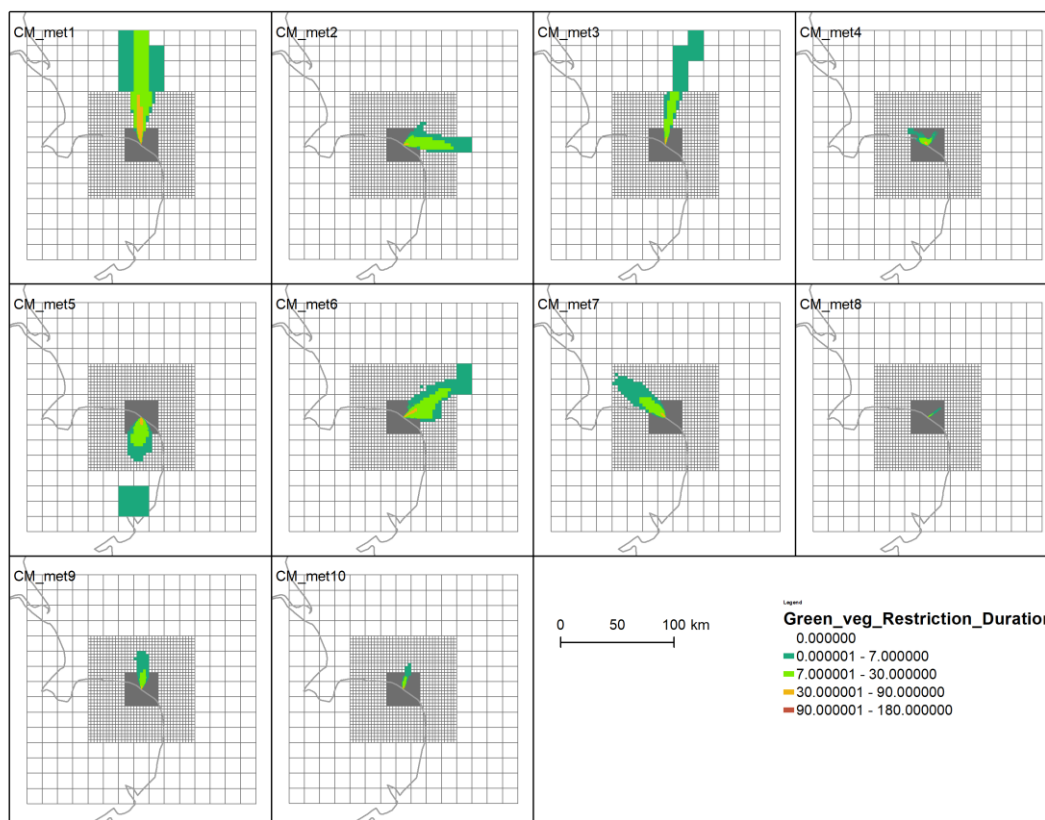 CM_met1
CM_met2
CM_met3
CM_met4
CM_met5
CM_met6
CM_met7
CM_met8
CM_met9
CM_met10
0 50 100 km
Legend
Green_veg_Restriction_Duration
0.000000
0.000001 - 7.000000
7.000001 - 30.000000
30.000001 - 90.000000
90.000001 - 180.000000